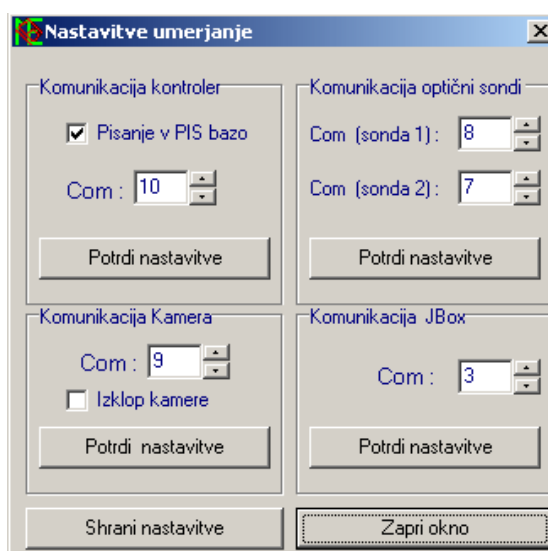 Nastavitve umerjanje
Komunikacija kontroler
Pisanje v PIS bazo
Com : 10
Potrdi nastavitve
Komunikacija optični sondi
Com (sonda 1) : 8
Com (sonda 2) : 7
Potrdi nastavitve
Komunikacija Kamera
Com : 9
Izklop kamere
Potrdi nastavitve
Komunikacija JBox
Com : 3
Potrdi nastavitve
Shrani nastavitve
Zapri okno